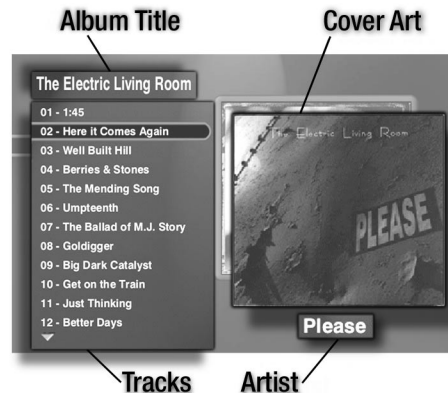 Album Title
Cover Art
The Electric Living Room
01 - 1:45
02 - Here it Comes Again
03 - Well Built Hill
04 - Berries & Stones
05 - The Mending Song
06 - Umpteenth
07 - The Ballad of M.J. Story
08 - Goldigger
09 - Big Dark Catalyst
10 - Get on the Train
11 - Just Thinking
12 - Better Days
The Electric Living Room
PLEASE
Please
Tracks
Artist